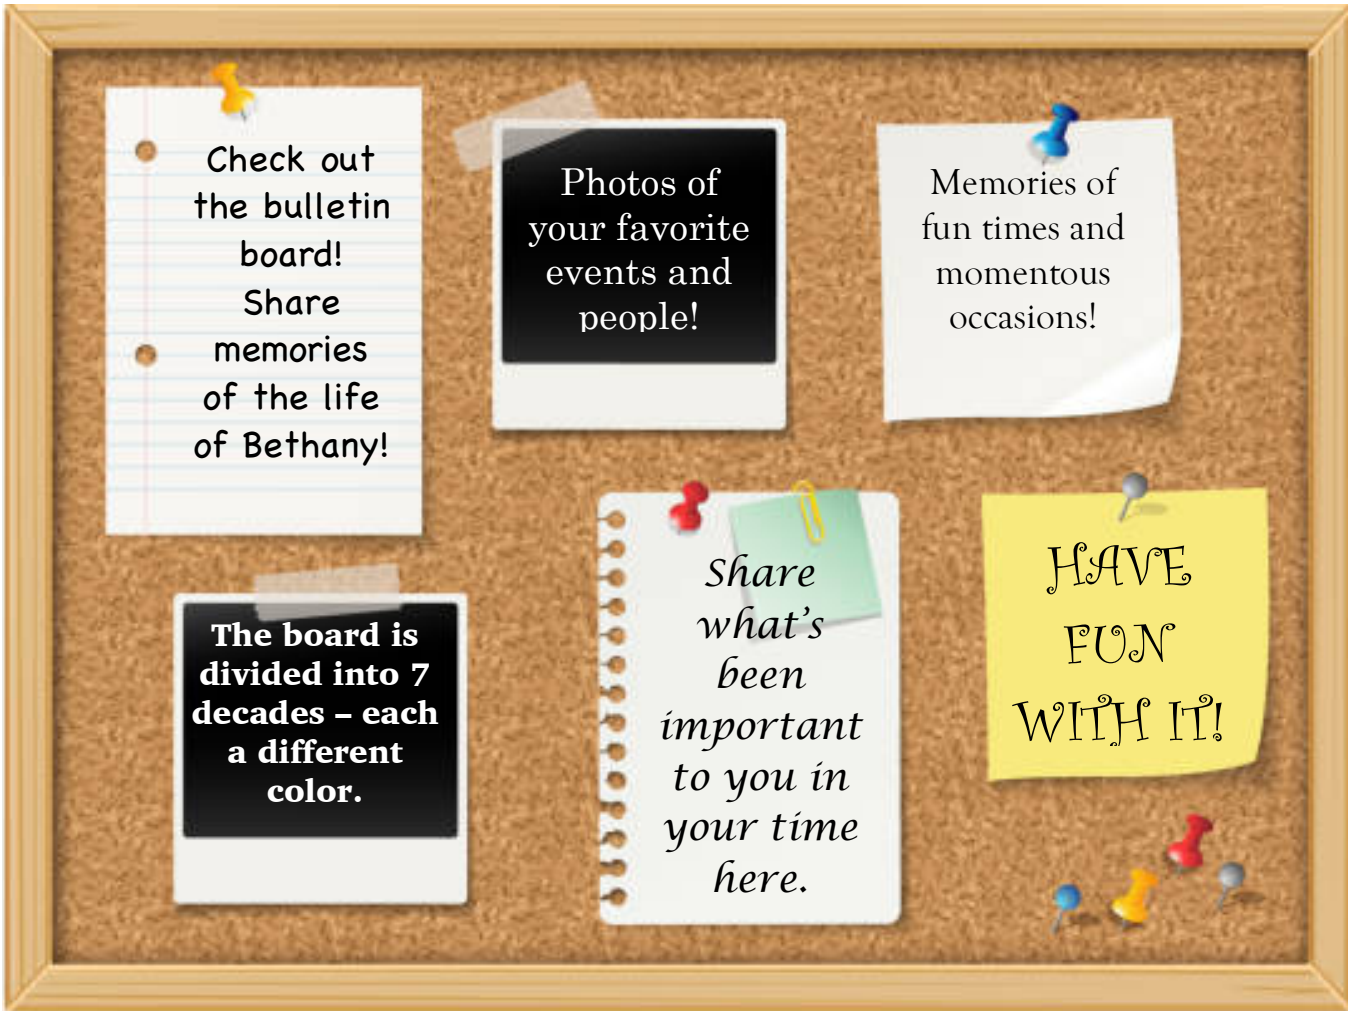 Check out
the bulletin
board!
Share
memories
of the life
of Bethany!
Photos of
your favorite
events and
people!
Memories of
fun times and
momentous
occasions!
The board is
divided into 7
decades – each
a different
color.
Share
what’s
been
important
to you in
your time
here.
HAVE
FUN
WITH IT!